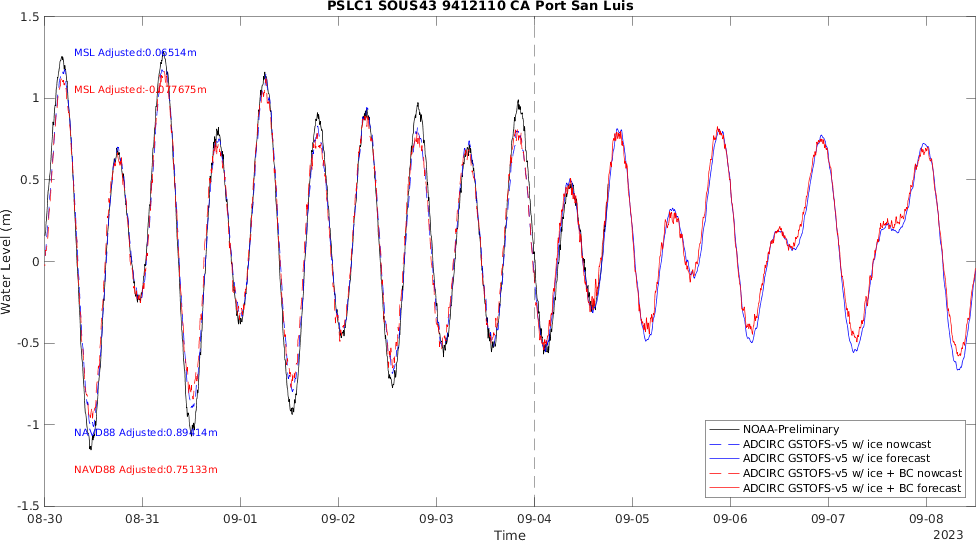 PSLC1 SOUS43 9412110 CA Port San Luis
1.5
1
0.5
0
-0.5
-1
-1.5
Water Level (m)
MSL Adjusted:0.06514m
MSL Adjusted:-0.077675m
NAVD88 Adjusted:0.89414m
NAVD88 Adjusted:0.75133m
NOAA-Preliminary
ADCIRC GSTOFS-v5 w/ ice nowcast
ADCIRC GSTOFS-v5 w/ ice forecast
ADCIRC GSTOFS-v5 w/ ice + BC nowcast
ADCIRC GSTOFS-v5 w/ ice + BC forecast
08-30 08-31 09-01 09-02 09-03 09-04 09-05 09-06 09-07 09-08
Time
2023